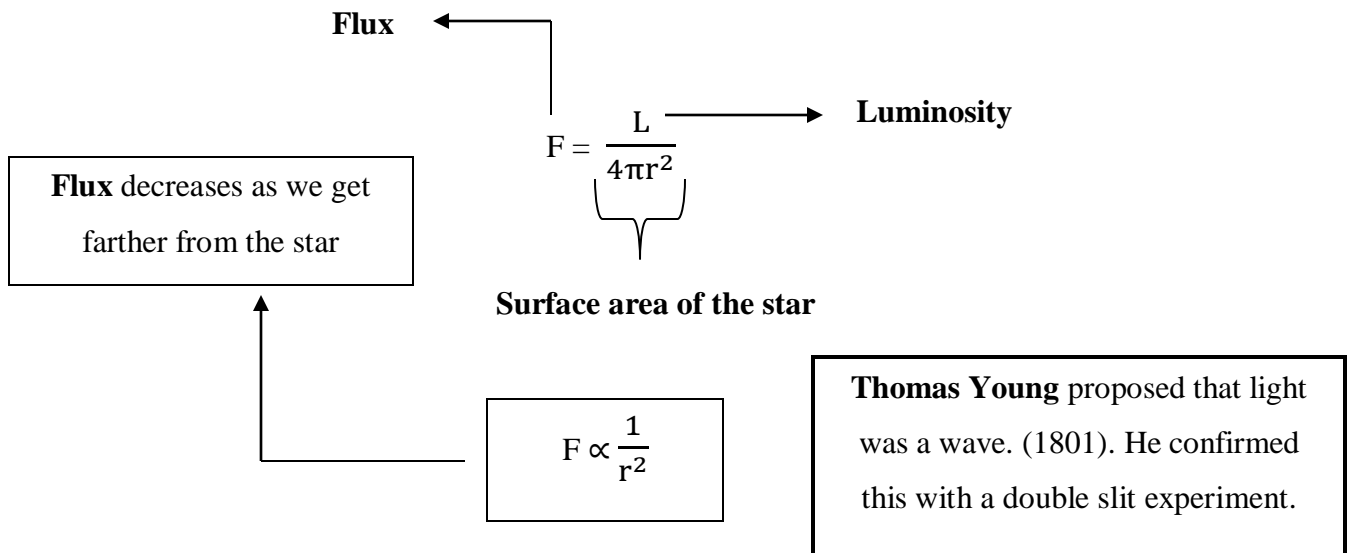 Flux
Luminosity
F = L / 4πr²
Flux decreases as we get
farther from the star
Surface area of the star
F ∝ 1 / r²
Thomas Young proposed that light
was a wave. (1801). He confirmed
this with a double slit experiment.